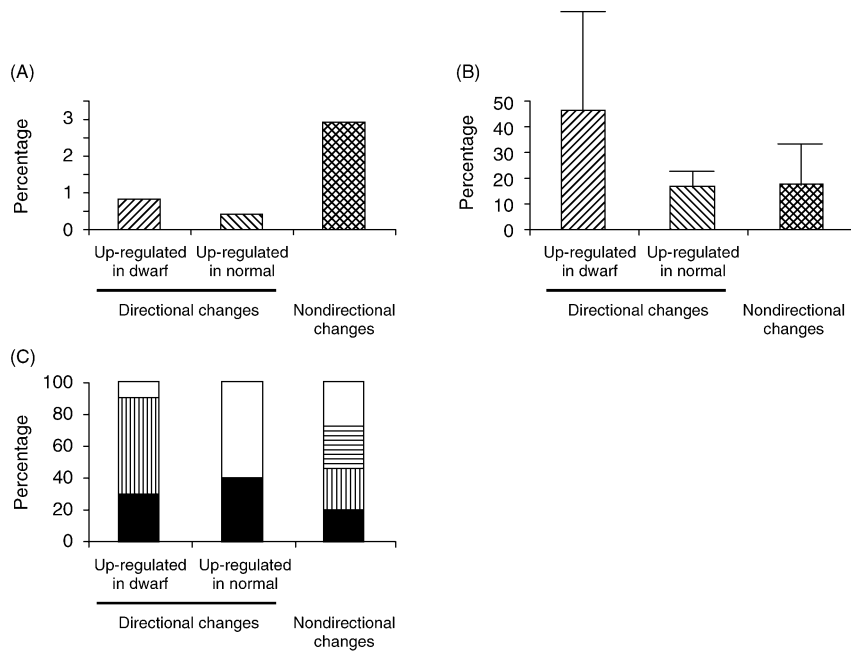 (A)
Percentage
3
2
1
0
Up-regulated Up-regulated
in dwarf in normal
Directional changes Nondirectional
changes
(B)
Percentage
50
40
30
20
10
0
Up-regulated Up-regulated
in dwarf in normal
Directional changes Nondirectional
changes
(C)
Percentage
100
80
60
40
20
0
Up-regulated Up-regulated
in dwarf in normal
Directional changes Nondirectional
changes